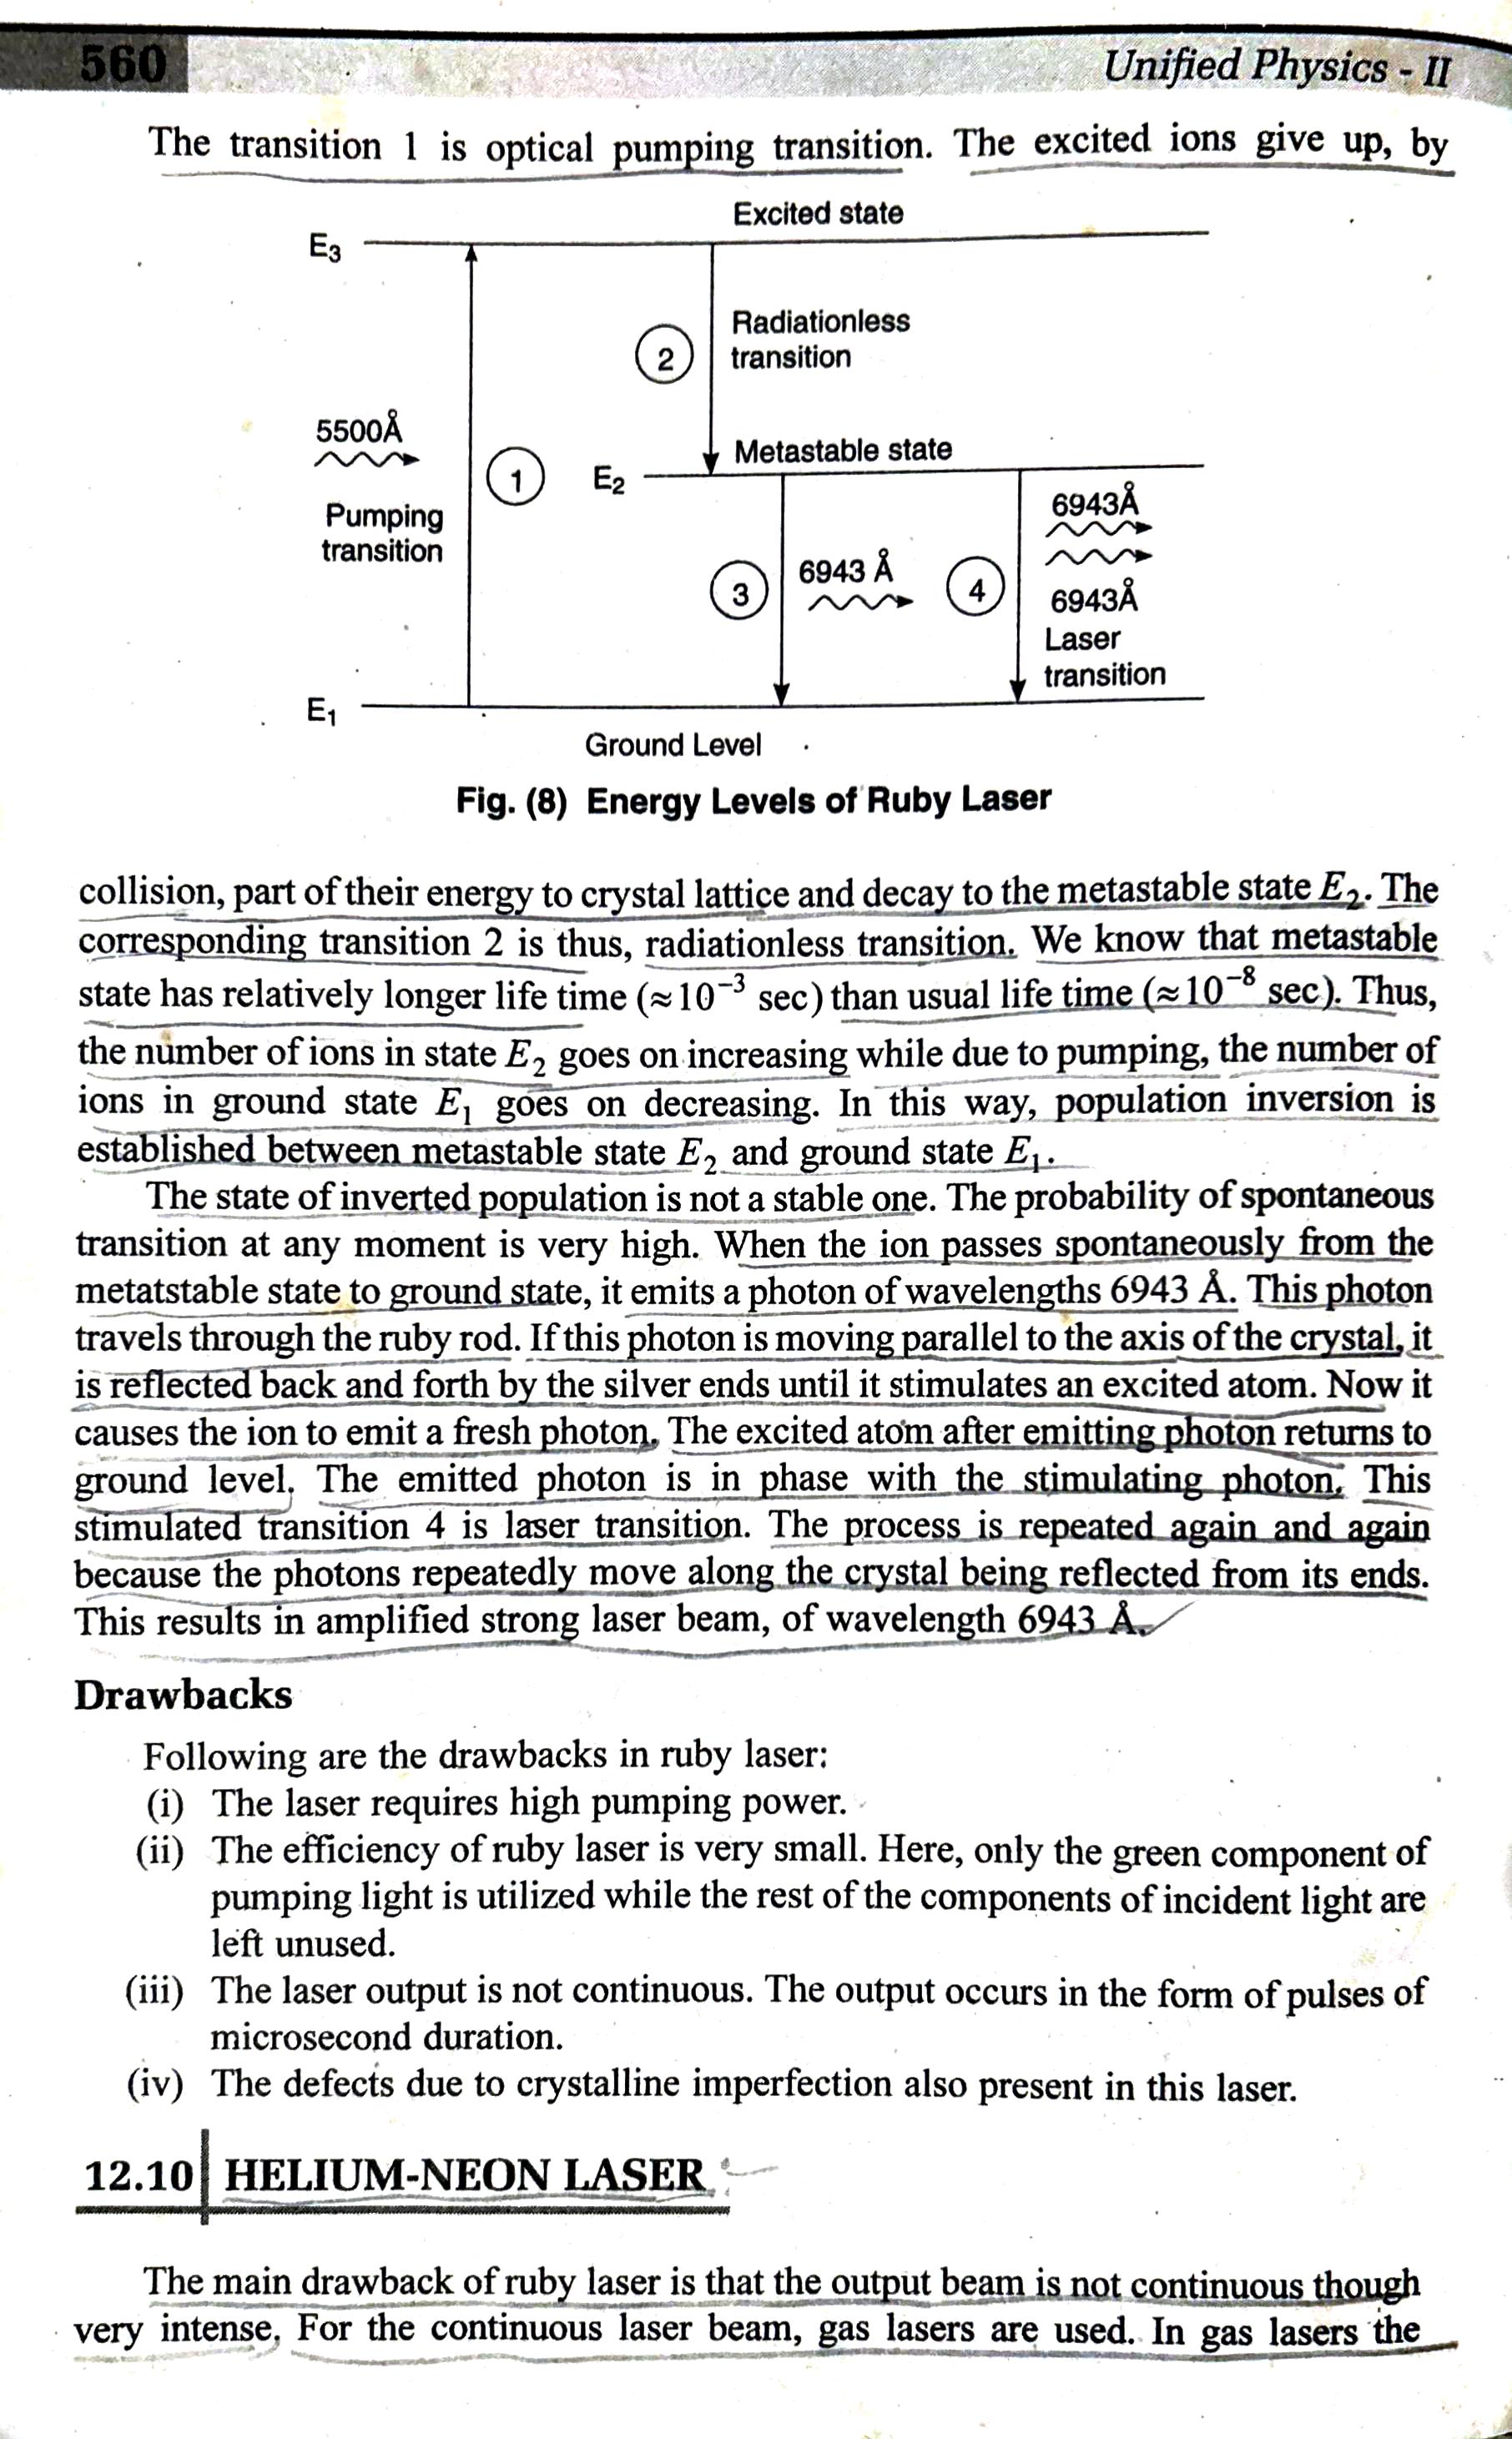 560
Unified Physics - II
The transition 1 is optical pumping transition. The excited ions give up, by
Excited state
E₃
Radiationless
transition
2
5500Å
Pumping
transition
1
Metastable state
E₂
6943Å
6943 Å
3
4
6943Å
Laser
transition
E₁
Ground Level
Fig. (8) Energy Levels of Ruby Laser
collision, part of their energy to crystal lattice and decay to the metastable state E₂. The
corresponding transition 2 is thus, radiationless transition. We know that metastable
state has relatively longer life time (≈10⁻³ sec) than usual life time (≈10⁻⁸ sec). Thus,
the number of ions in state E₂ goes on increasing while due to pumping, the number of
ions in ground state E₁ goes on decreasing. In this way, population inversion is
established between metastable state E₂ and ground state E₁.
The state of inverted population is not a stable one. The probability of spontaneous
transition at any moment is very high. When the ion passes spontaneously from the
metatstable state to ground state, it emits a photon of wavelengths 6943 Å. This photon
travels through the ruby rod. If this photon is moving parallel to the axis of the crystal, it
is reflected back and forth by the silver ends until it stimulates an excited atom. Now it
causes the ion to emit a fresh photon. The excited atom after emitting photon returns to
ground level. The emitted photon is in phase with the stimulating photon. This
stimulated transition 4 is laser transition. The process is repeated again and again
because the photons repeatedly move along the crystal being reflected from its ends.
This results in amplified strong laser beam, of wavelength 6943 Å.
Drawbacks
Following are the drawbacks in ruby laser:
(i) The laser requires high pumping power.
(ii) The efficiency of ruby laser is very small. Here, only the green component of
pumping light is utilized while the rest of the components of incident light are
left unused.
(iii) The laser output is not continuous. The output occurs in the form of pulses of
microsecond duration.
(iv) The defects due to crystalline imperfection also present in this laser.
12.10 HELIUM-NEON LASER
The main drawback of ruby laser is that the output beam is not continuous though
very intense. For the continuous laser beam, gas lasers are used. In gas lasers the